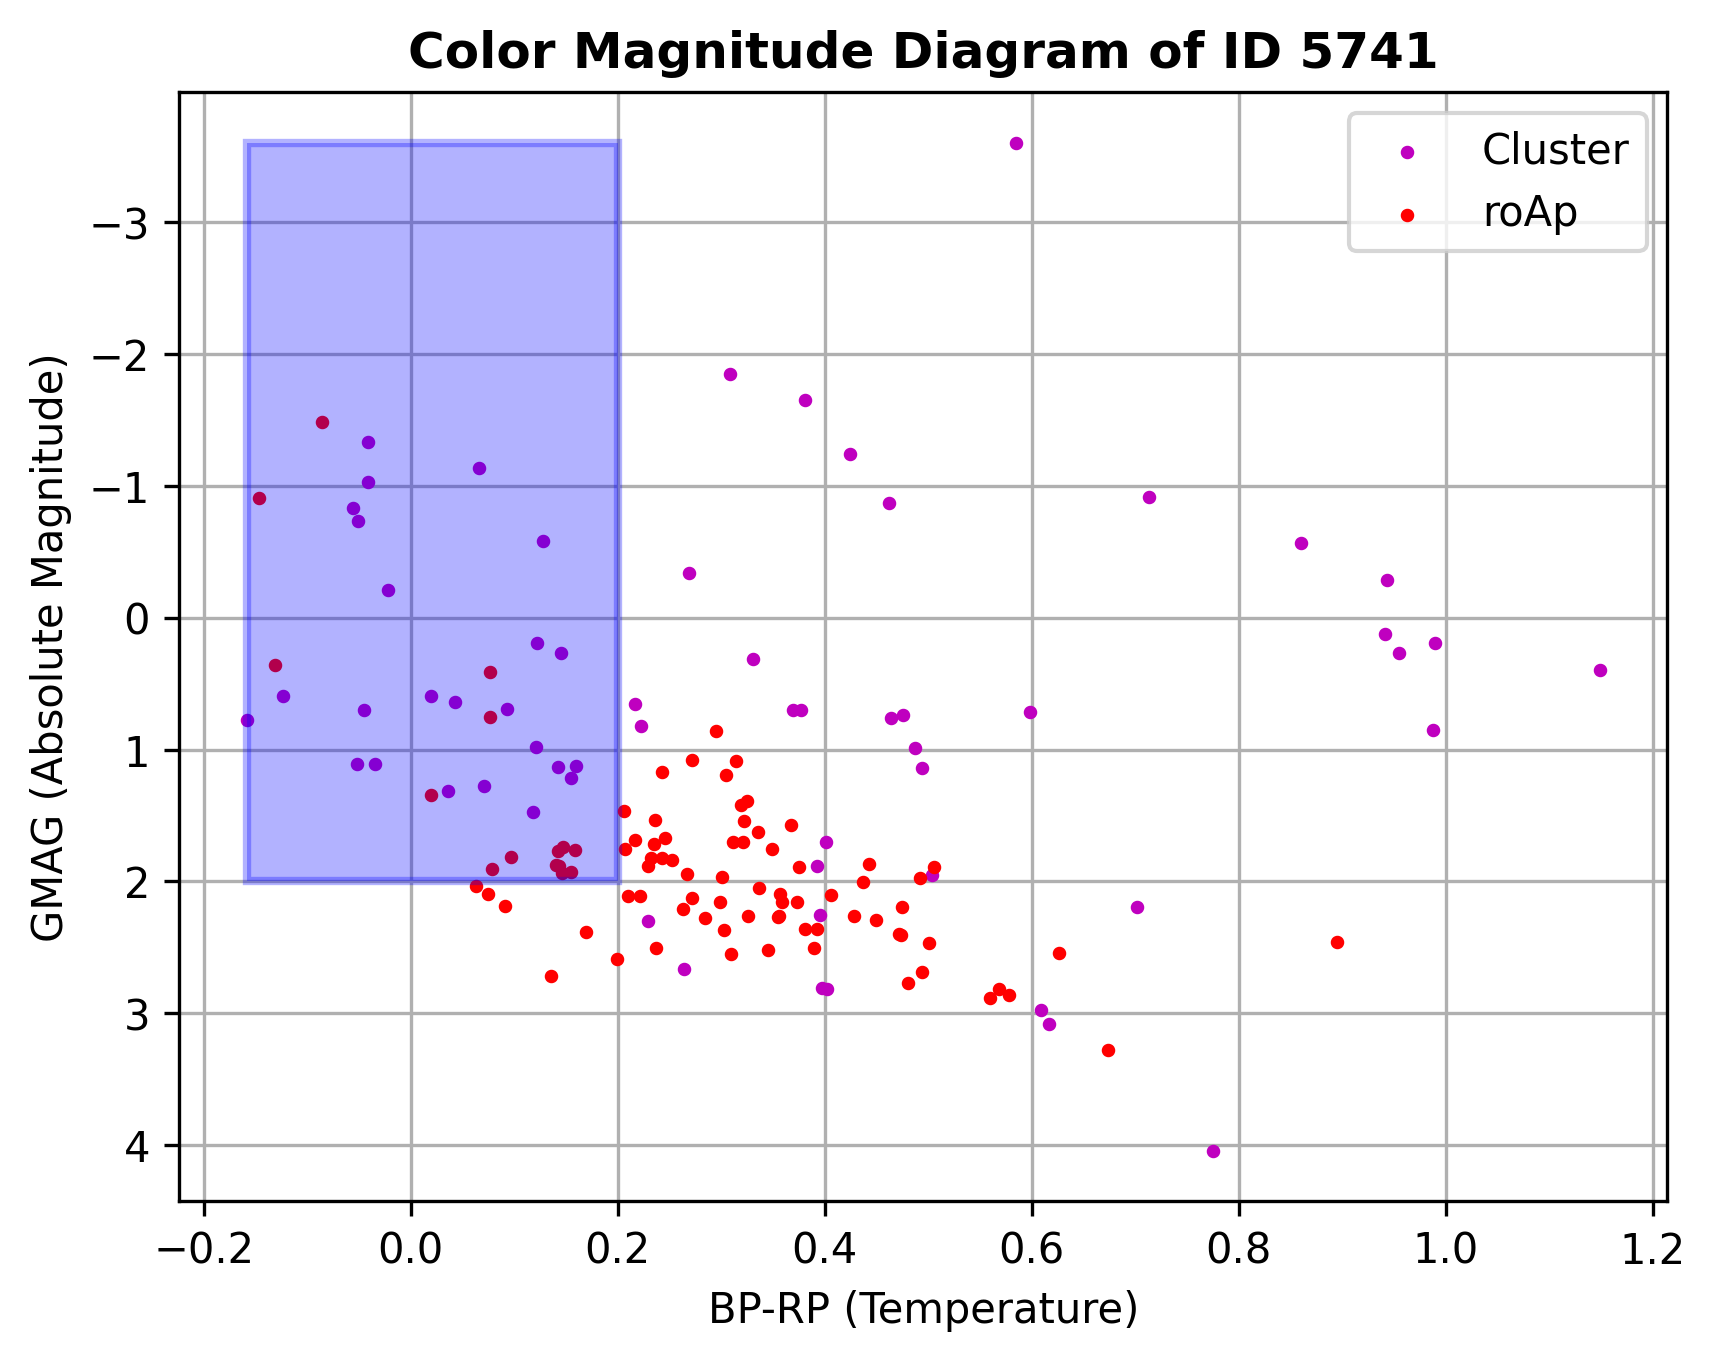 Color Magnitude Diagram of ID 5741
Cluster
roAp
GMAG (Absolute Magnitude)
−3
−2
−1
0
1
2
3
4
−0.2 0.0 0.2 0.4 0.6 0.8 1.0 1.2
BP-RP (Temperature)